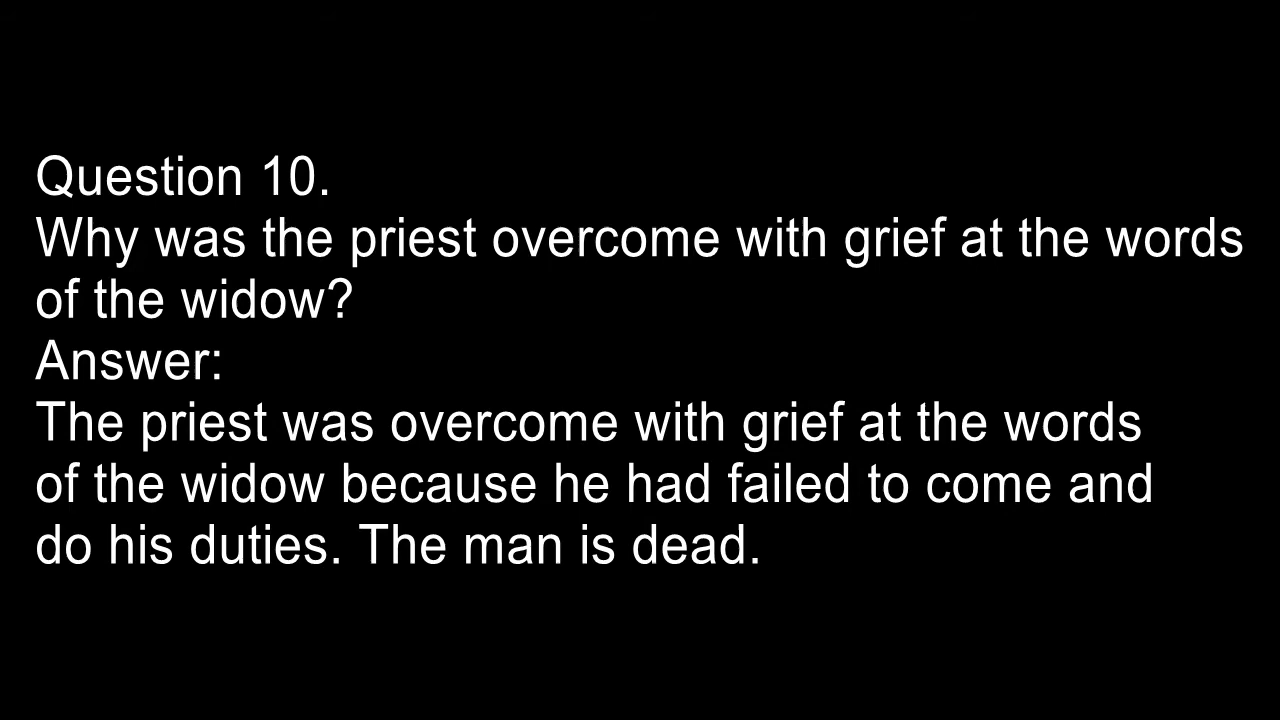 Question 10.
Why was the priest overcome with grief at the words
of the widow?
Answer:
The priest was overcome with grief at the words
of the widow because he had failed to come and
do his duties. The man is dead.